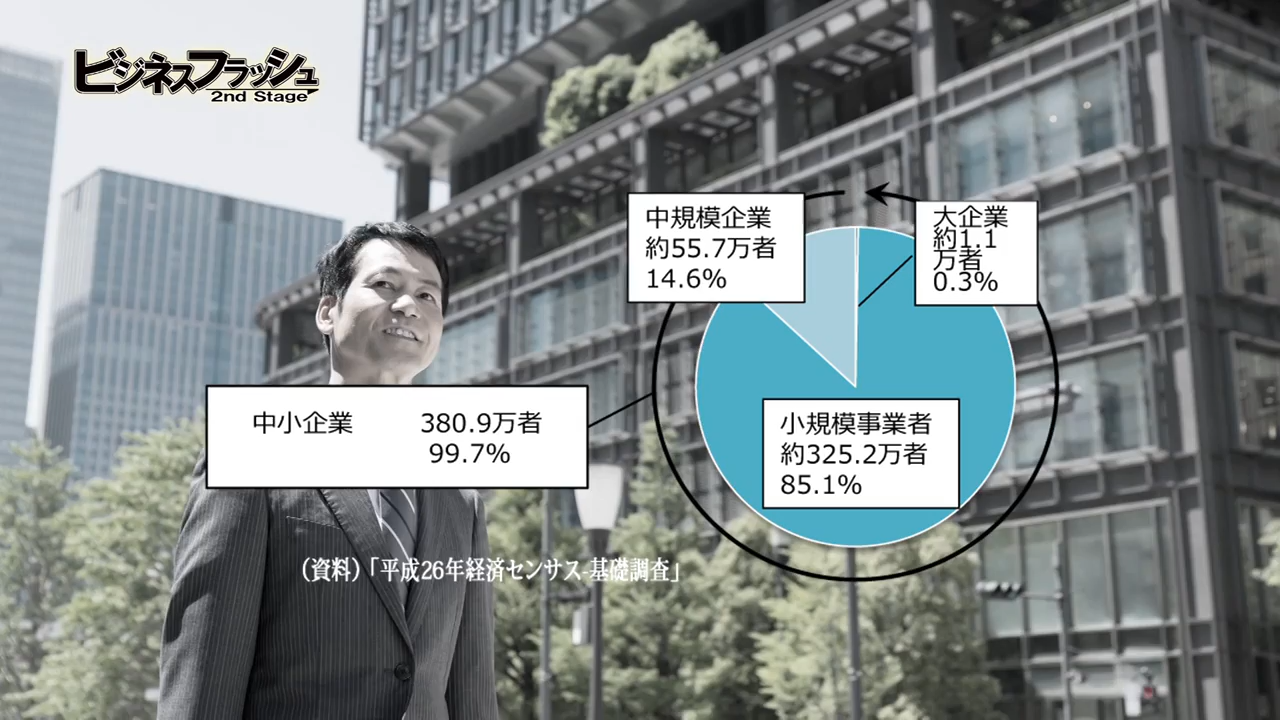 ビジネスフラッシュ
2nd Stage
中規模企業
約55.7万者
14.6%
大企業
約1.1
万者
0.3%
中小企業 380.9万者
99.7%
小規模事業者
約325.2万者
85.1%
（資料）「平成26年経済センサス-基礎調査」